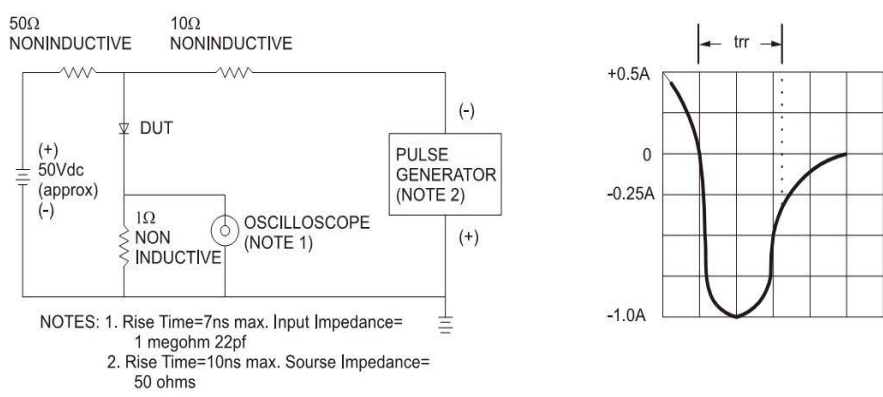 50Ω
NONINDUCTIVE
10Ω
NONINDUCTIVE
DUT
(+)
50Vdc
(approx)
(-)
1Ω
NON
INDUCTIVE
OSCILLOSCOPE
(NOTE 1)
(-)
PULSE
GENERATOR
(NOTE 2)
(+)
NOTES: 1. Rise Time=7ns max. Input Impedance=
1 megohm 22pf
2. Rise Time=10ns max. Sourse Impedance=
50 ohms
trr
+0.5A
0
-0.25A
-1.0A